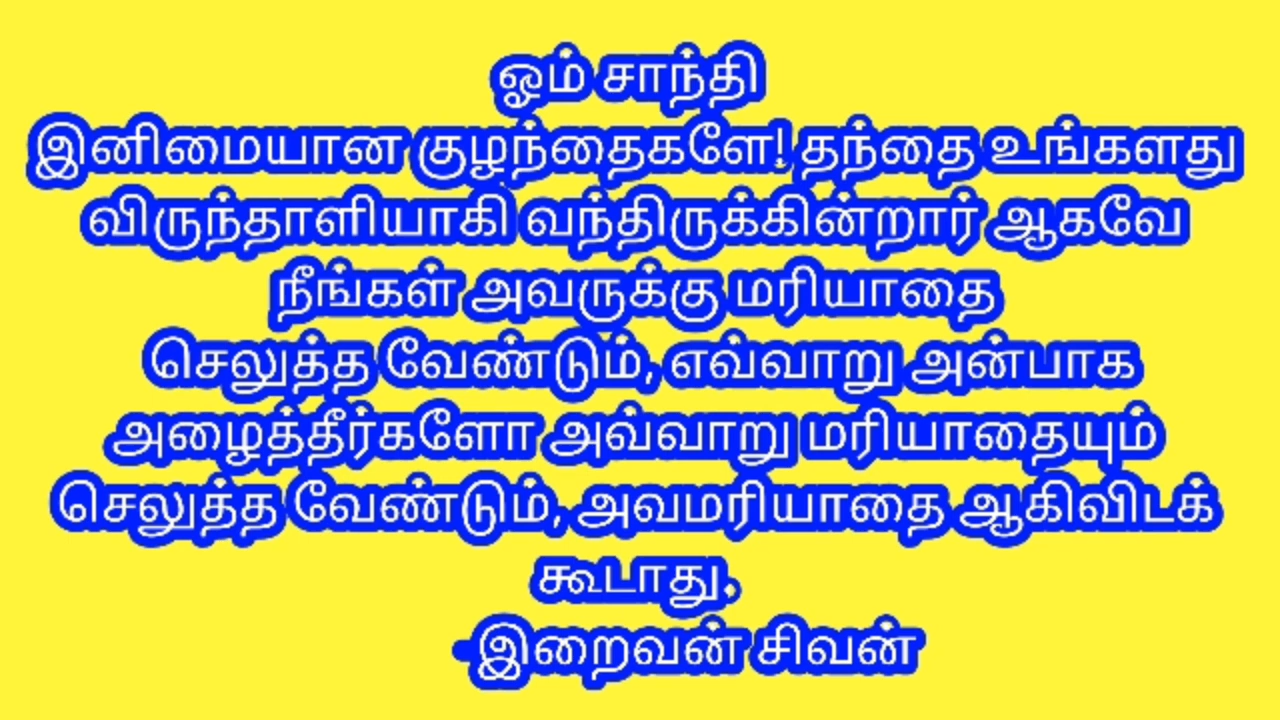 ஓம் சாந்தி
இனிமையான குழந்தைகளே! தந்தை உங்களது
விருந்தாளியாகி வந்திருக்கின்றார் ஆகவே
நீங்கள் அவருக்கு மரியாதை
செலுத்த வேண்டும், எவ்வாறு அன்பாக
அழைத்தீர்களோ அவ்வாறு மரியாதையும்
செலுத்த வேண்டும், அவமரியாதை ஆகிவிடக்
கூடாது.
-இறைவன் சிவன்